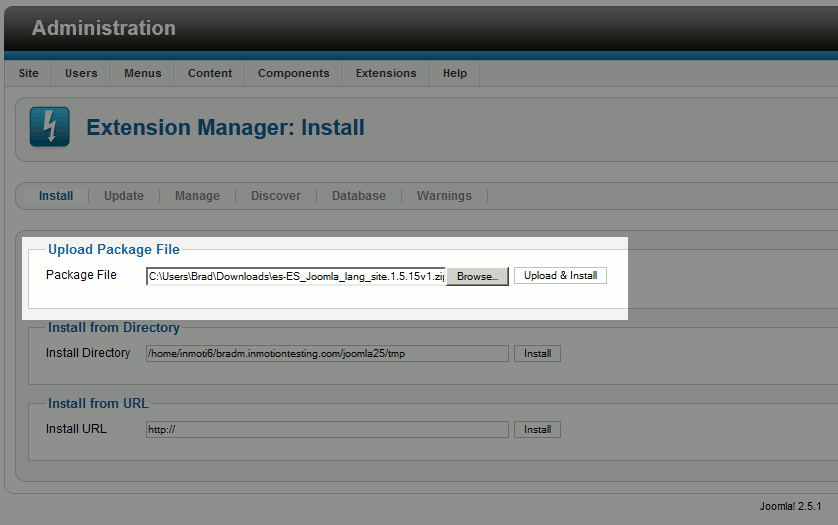 Administration
Site Users Menus Content Components Extensions Help
Extension Manager: Install
Install Update Manage Discover Database Warnings
Upload Package File
Package File C:\Users\Brad\Downloads\es-ES_Joomla_lang_site.1.5.15v1.zip Browse... Upload & Install
Install from Directory
Install Directory /home/inmoti6/bradm.inmotiontesting.com/joomla25/tmp Install
Install from URL
Install URL http:// Install
Joomla! 2.5.1